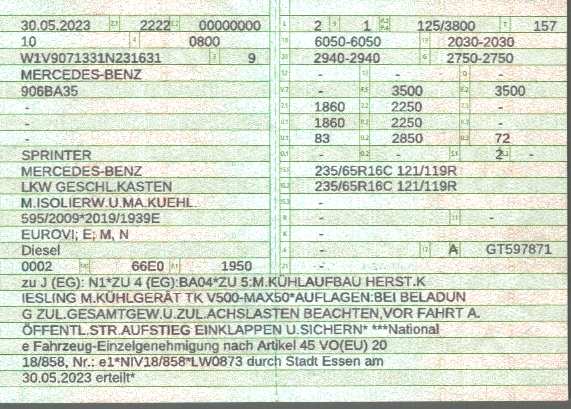 30.05.2023 2222 00000000 2 1 125/3800 157
10 0800 6050-6050 2030-2030
W1V9071331N231631 9 2940-2940 2750-2750
MERCEDES-BENZ - - -
906BA35 - 3500 3500
- 1860 2250 -
- 1860 2250 -
- 83 2850 72
SPRINTER - - 2 -
MERCEDES-BENZ 235/65R16C 121/119R
LKW GESCHL.KASTEN 235/65R16C 121/119R
M.ISOLIERW.U.MA.KUEHL. -
595/2009*2019/1939E - -
EUROVI; E; M, N -
Diesel - A GT597871
0002 66E0 1950 -
zu J (EG): N1*ZU 4 (EG):BA04*ZU 5:M.KÜHLAUFBAU HERST.K
IESLING M.KÜHLGERÄT TK V500-MAX50*AUFLAGEN:BEI BELADUN
G ZUL.GESAMTGEW.U.ZUL.ACHSLASTEN BEACHTEN,VOR FAHRT A.
ÖFFENTL.STR.AUFSTIEG EINKLAPPEN U.SICHERN* ***National
e Fahrzeug-Einzelgenehmigung nach Artikel 45 VO(EU) 20
18/858, Nr.: e1*NIV18/858*LW0873 durch Stadt Essen am
30.05.2023 erteilt*